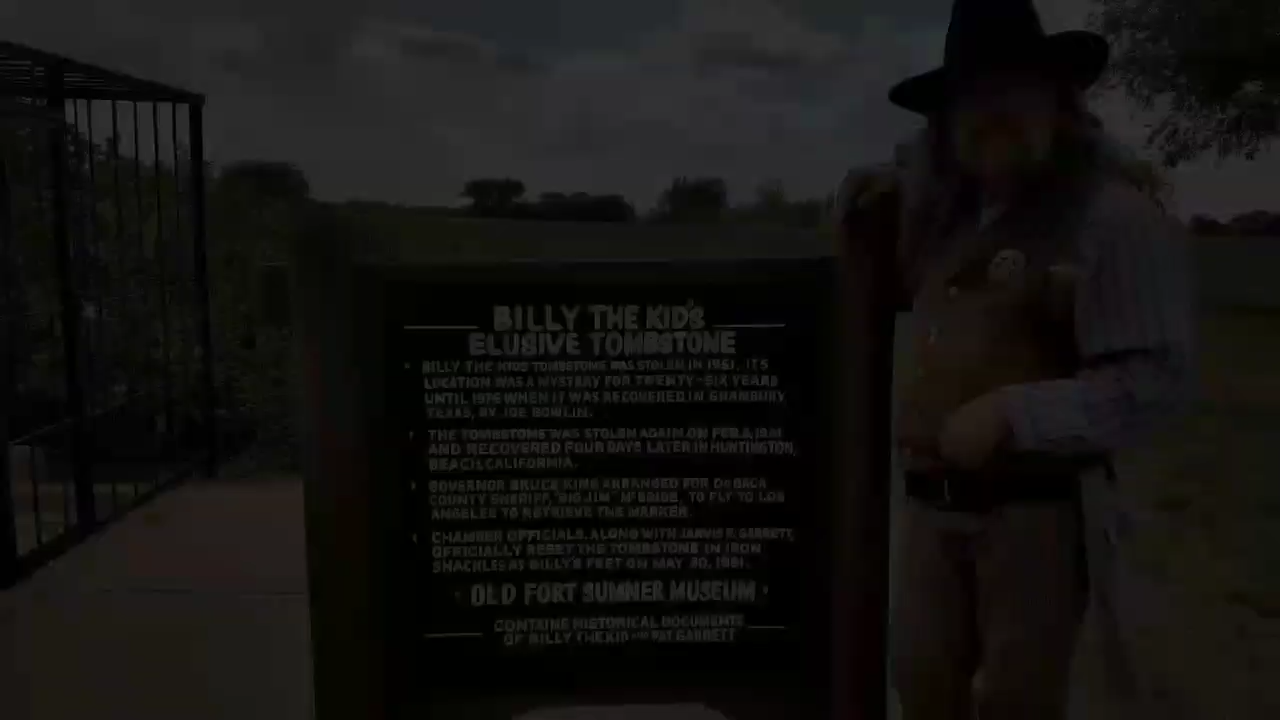 BILLY THE KID'S
ELUSIVE TOMBSTONE
BILLY THE KIDS TOMBSTONE WAS STOLEN IN 1951. ITS
LOCATION WAS A MYSTERY FOR TWENTY-SIX YEARS
UNTIL 1976 WHEN IT WAS RECOVERED IN GRANBURY
TEXAS, BY JOE BOWLIN.
THE TOMBSTONE WAS STOLEN AGAIN ON FEB. 8, 1981
AND RECOVERED FOUR DAYS LATER IN HUNTINGTON,
BEACH, CALIFORNIA.
GOVERNOR BRUCE KING ARRANGED FOR DE BACA
COUNTY SHERIFF, "BIG JIM" MCBRIDE, TO FLY TO LOS
ANGELES TO RETRIEVE THE MARKER.
CHAMBER OFFICIALS, ALONG WITH JARVIS P. GARRETT,
OFFICIALLY RESET THE TOMBSTONE IN IRON
SHACKLES AT BILLY'S FEET ON MAY 30, 1981.
OLD FORT SUMNER MUSEUM
CONTAINS HISTORICAL DOCUMENTS
OF BILLY THE KID AND PAT GARRETT